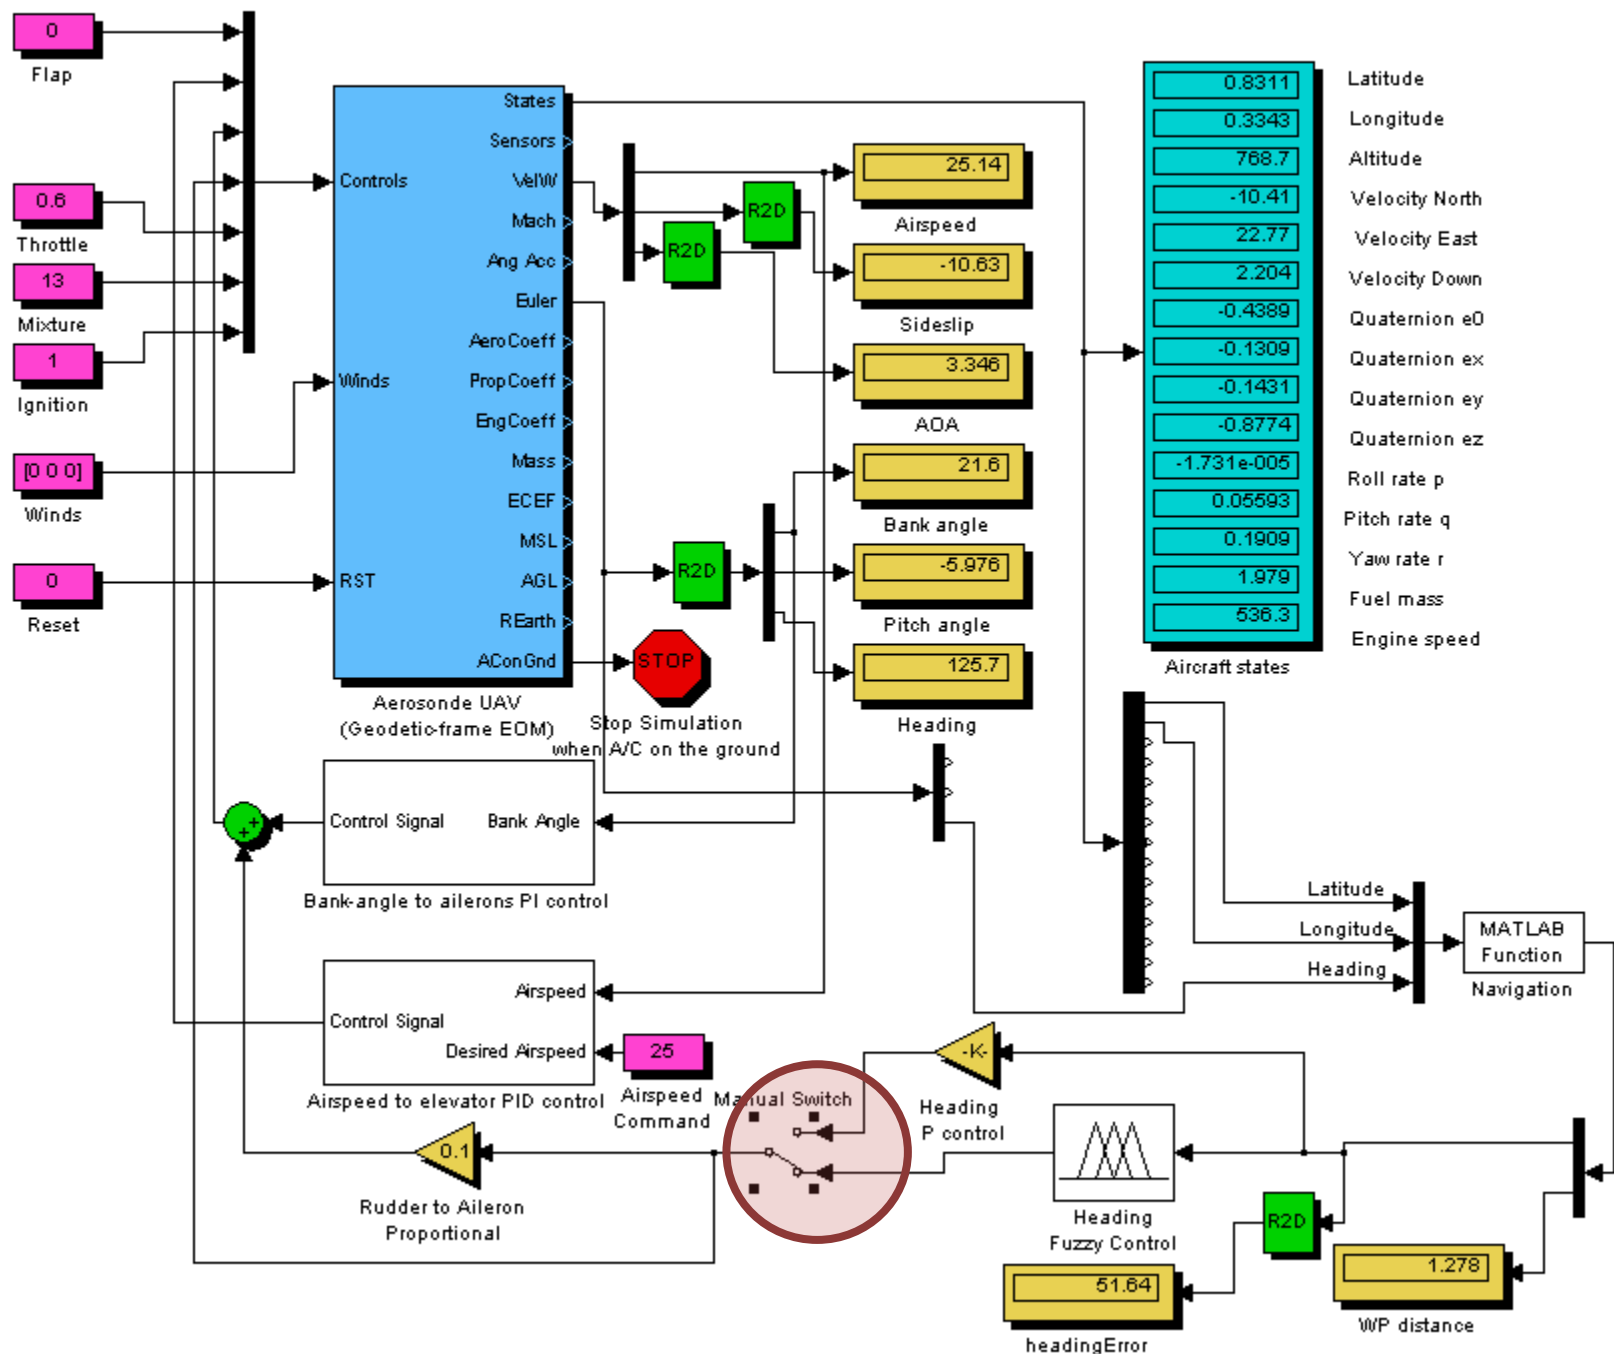 0
Flap
0.6
Throttle
13
Mixture
1
Ignition
[0 0 0]
Winds
0
Reset
Controls
Winds
RST
States
Sensors
VelW
Mach
Ang Acc
Euler
AeroCoeff
PropCoeff
EngCoeff
Mass
ECEF
MSL
AGL
REarth
AConGnd
Aerosonde UAV
(Geodetic-frame EOM)
R2D
R2D
R2D
STOP
Stop Simulation
when A/C on the ground
25.14
Airspeed
-10.63
Sideslip
3.346
AOA
21.6
Bank angle
-5.976
Pitch angle
125.7
Heading
0.8311
0.3343
768.7
-10.41
22.77
2.204
-0.4389
-0.1309
-0.1431
-0.8774
-1.731e-005
0.05593
0.1909
1.979
536.3
Aircraft states
Latitude
Longitude
Altitude
Velocity North
Velocity East
Velocity Down
Quaternion e0
Quaternion ex
Quaternion ey
Quaternion ez
Roll rate p
Pitch rate q
Yaw rate r
Fuel mass
Engine speed
Control Signal
Bank Angle
Bank-angle to ailerons PI control
Airspeed
Control Signal
Desired Airspeed
Airspeed to elevator PID control
25
Airspeed
Command
Manual Switch
0.1
Rudder to Aileron
Proportional
-K-
Heading
P control
Heading
Fuzzy Control
Latitude
Longitude
Heading
MATLAB
Function
Navigation
R2D
51.64
headingError
1.278
WP distance